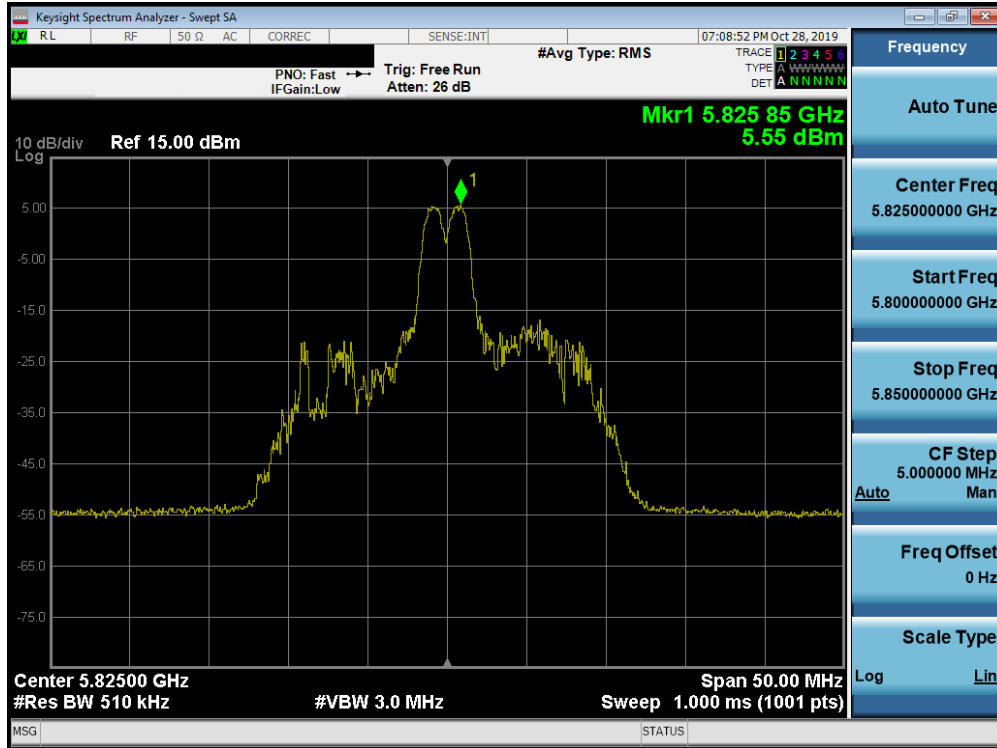 Keysight Spectrum Analyzer - Swept SA
LXI RL RF 50 Ω AC CORREC SENSE:INT 07:08:52 PM Oct 28, 2019
Frequency
PNO: Fast
IFGain:Low
Trig: Free Run
Atten: 26 dB
#Avg Type: RMS
TRACE 1 2 3 4 5 6
TYPE A WWWWW
DET A N N N N N
Mkr1 5.825 85 GHz
5.55 dBm
10 dB/div Ref 15.00 dBm
Log
1
5.00
-5.00
-15.0
-25.0
-35.0
-45.0
-55.0
-65.0
-75.0
Center 5.82500 GHz Span 50.00 MHz
#Res BW 510 kHz #VBW 3.0 MHz Sweep 1.000 ms (1001 pts)
Auto Tune
Center Freq
5.825000000 GHz
Start Freq
5.800000000 GHz
Stop Freq
5.850000000 GHz
CF Step
5.000000 MHz
Auto Man
Freq Offset
0 Hz
Scale Type
Log Lin
MSG STATUS